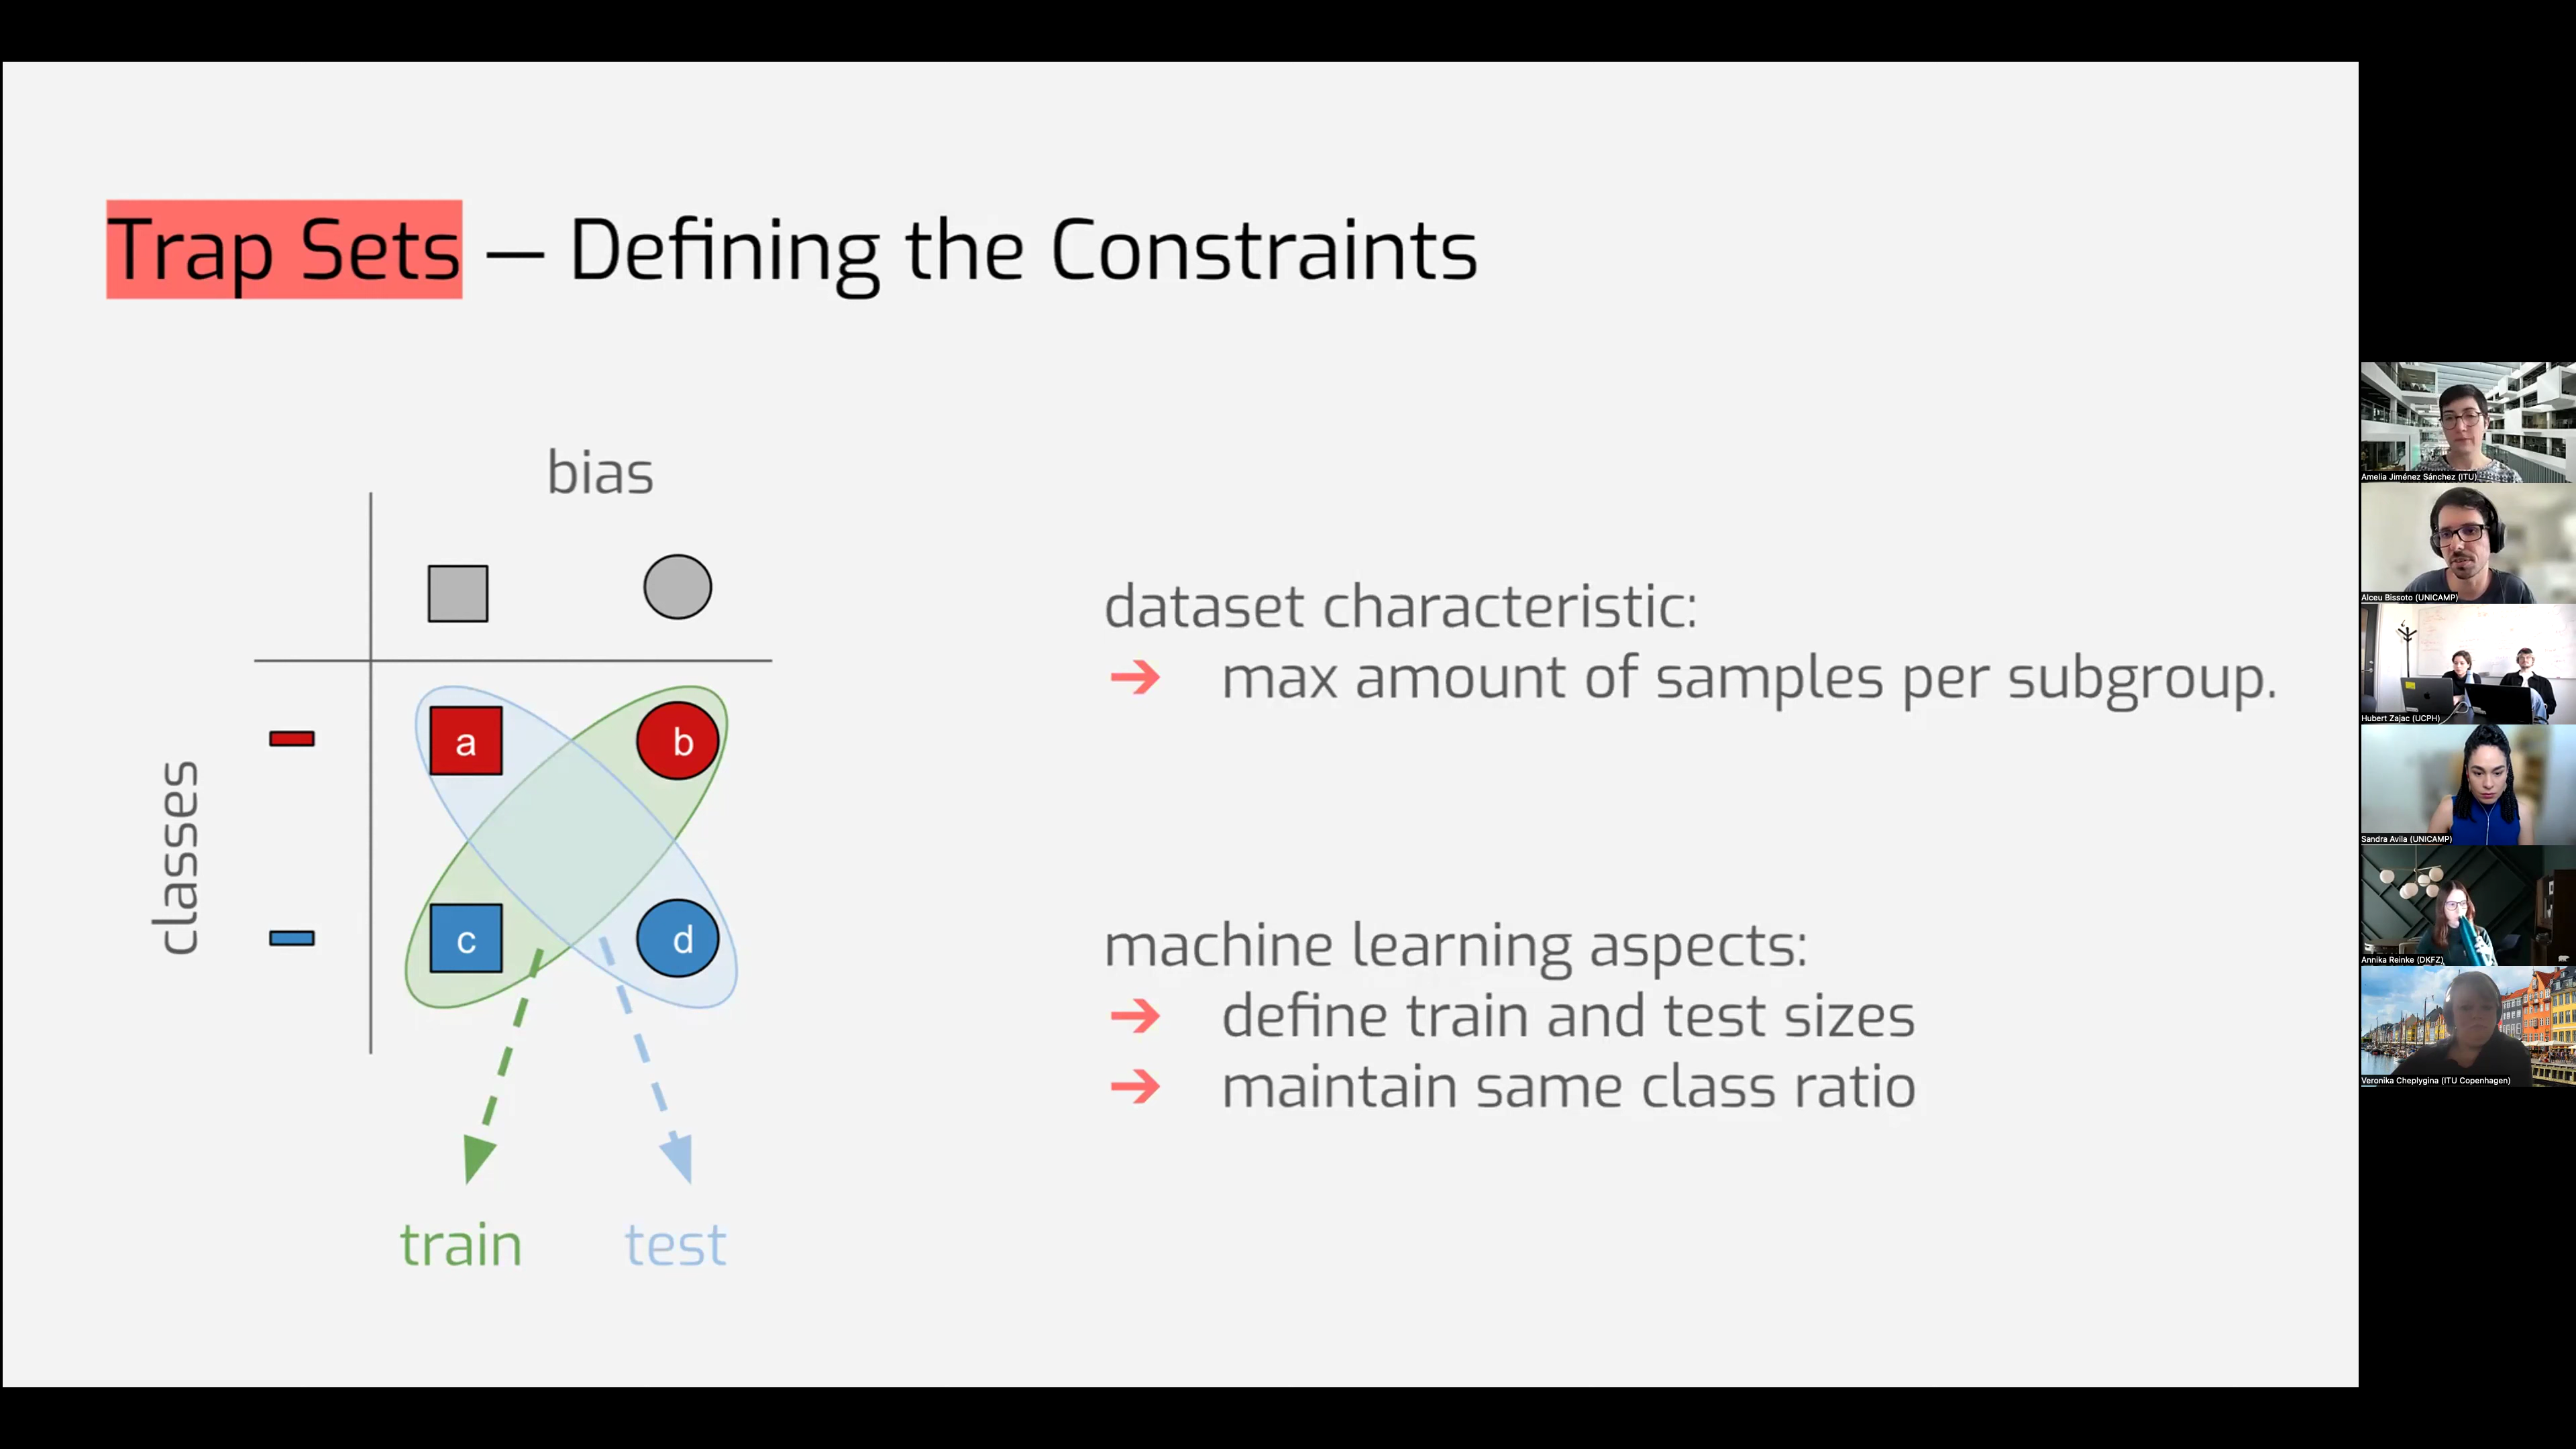 Trap Sets — Defining the Constraints
bias
classes
a
b
c
d
train
test
dataset characteristic:
➔ max amount of samples per subgroup.
machine learning aspects:
➔ define train and test sizes
➔ maintain same class ratio
Amelia Jiménez Sánchez (ITU)
Alceu Bissoto (UNICAMP)
Hubert Zajac (UCPH)
Sandra Avila (UNICAMP)
Annika Reinke (DKFZ)
Veronika Cheplygina (ITU Copenhagen)